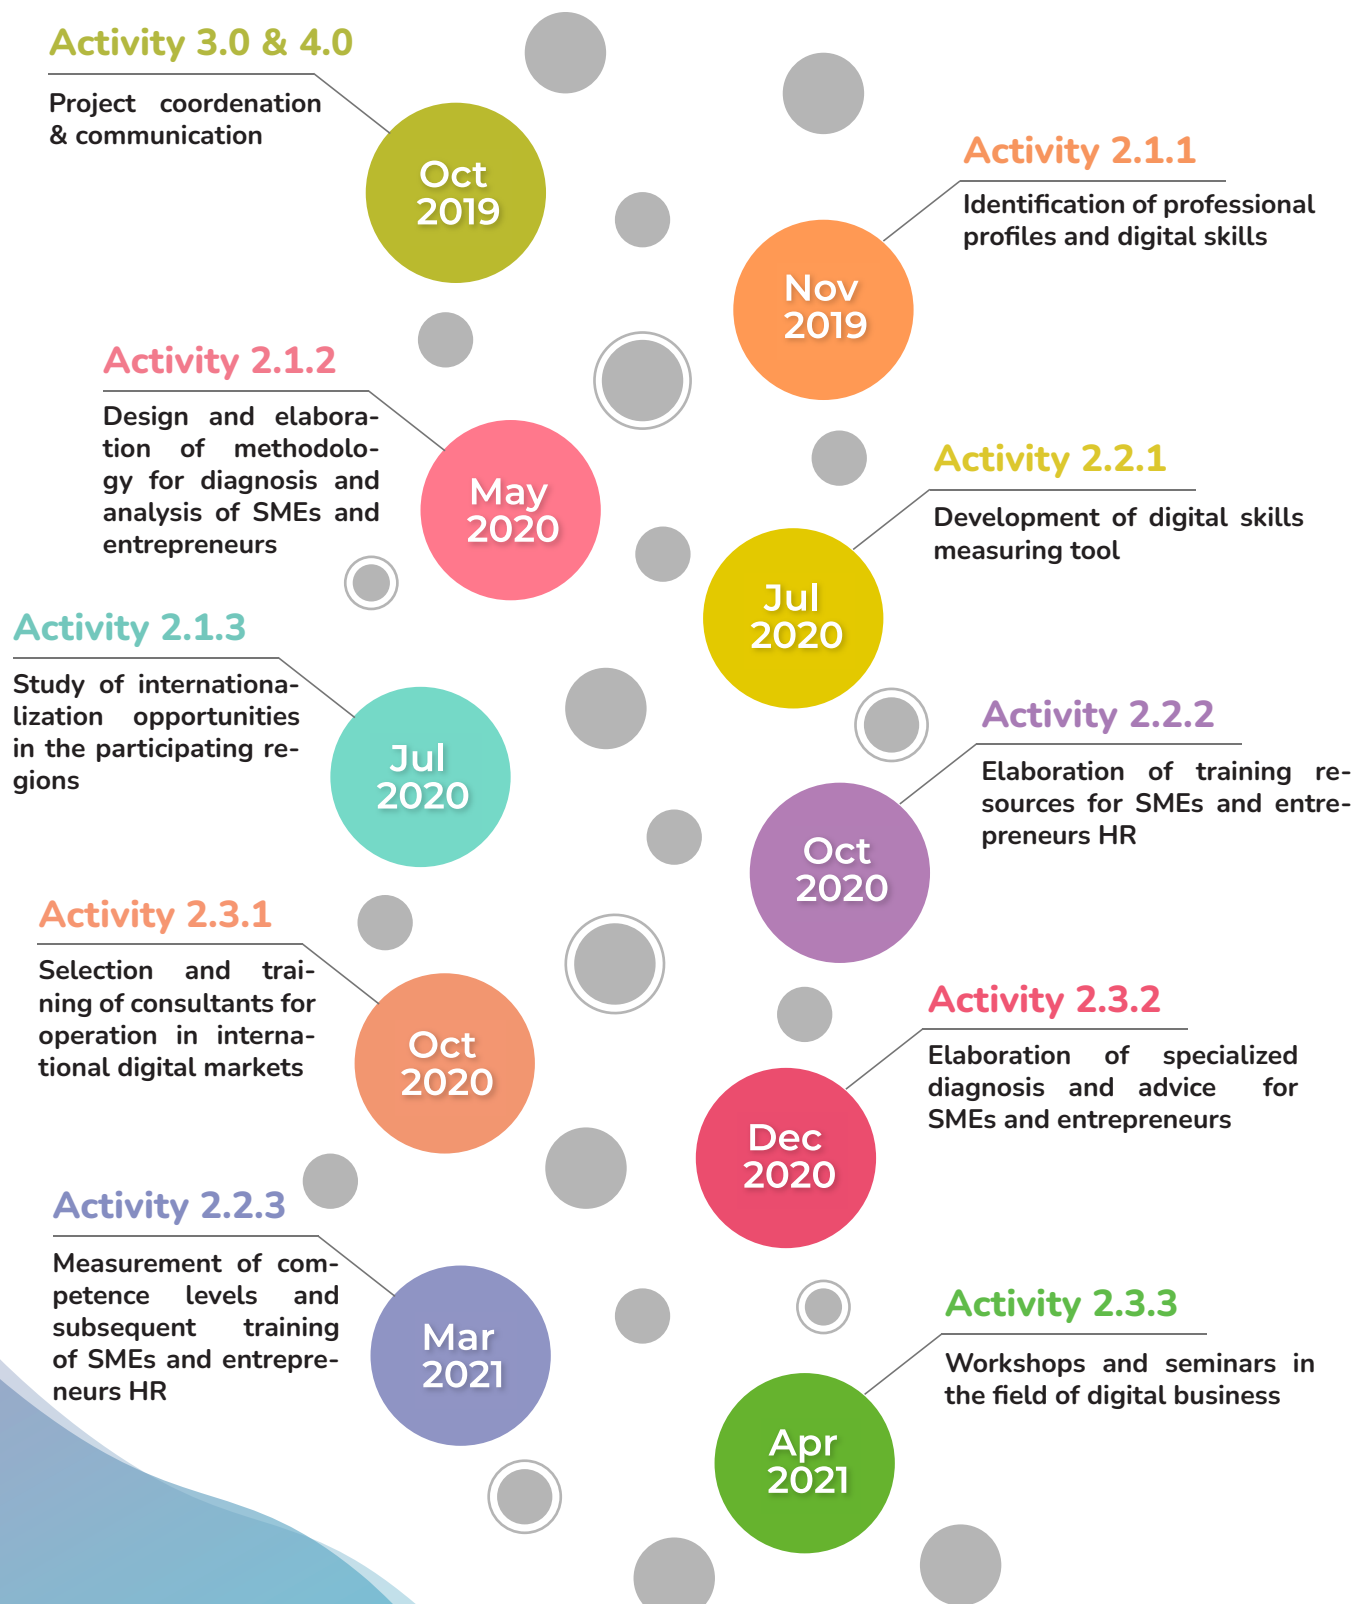 Activity 3.0 & 4.0
Project coordenation
& communication
Oct
2019
Activity 2.1.1
Identification of professional
profiles and digital skills
Nov
2019
Activity 2.1.2
Design and elabora-
tion of methodolo-
gy for diagnosis and
analysis of SMEs and
entrepreneurs
May
2020
Activity 2.2.1
Development of digital skills
measuring tool
Jul
2020
Activity 2.1.3
Study of internationa-
lization opportunities
in the participating re-
gions
Jul
2020
Activity 2.2.2
Elaboration of training re-
sources for SMEs and entre-
preneurs HR
Oct
2020
Activity 2.3.1
Selection and trai-
ning of consultants for
operation in interna-
tional digital markets
Oct
2020
Activity 2.3.2
Elaboration of specialized
diagnosis and advice for
SMEs and entrepreneurs
Dec
2020
Activity 2.2.3
Measurement of com-
petence levels and
subsequent training
of SMEs and entrepre-
neurs HR
Mar
2021
Activity 2.3.3
Workshops and seminars in
the field of digital business
Apr
2021